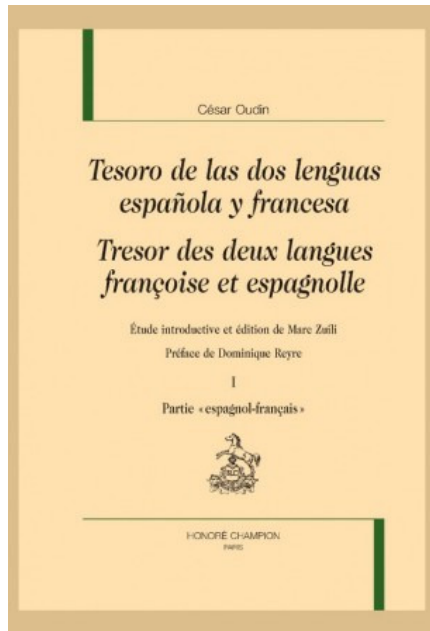 César Oudin
Tesoro de las dos lenguas
española y francesa
Tresor des deux langues
françoise et espagnolle
Étude introductive et édition de Marc Zuili
Préface de Dominique Reyre
I
Partie «espagnol-français»
HONORÉ CHAMPION
PARIS